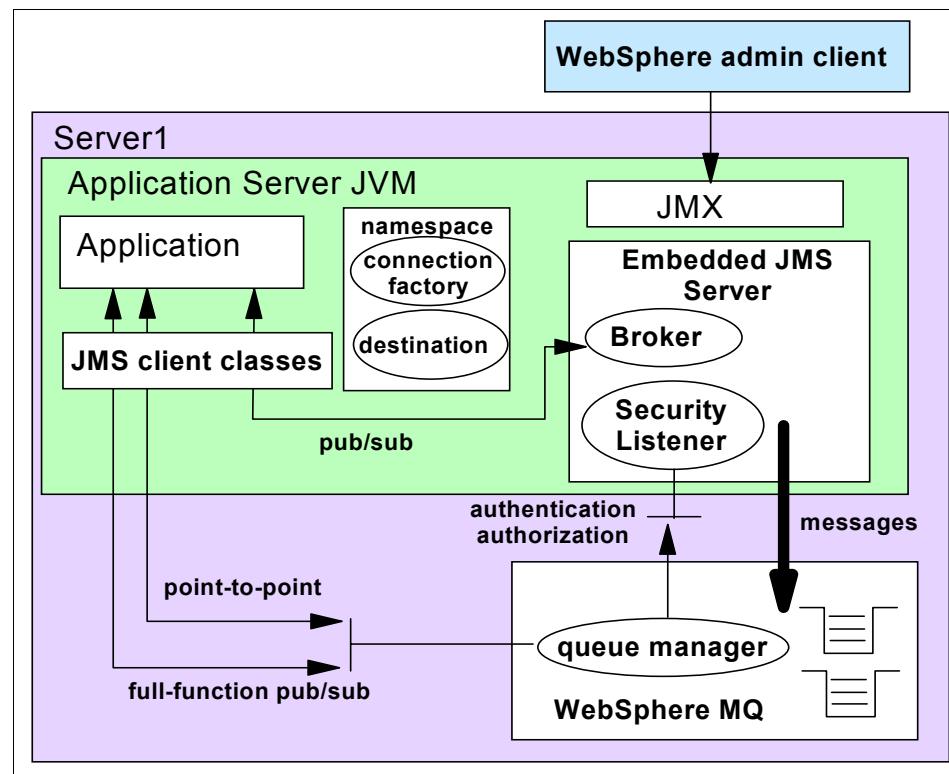 WebSphere admin client
Server1
Application Server JVM
JMX
Application
namespace
connection
factory
destination
Embedded JMS
Server
Broker
Security
Listener
JMS client classes
pub/sub
authentication
authorization
messages
point-to-point
full-function pub/sub
queue manager
WebSphere MQ